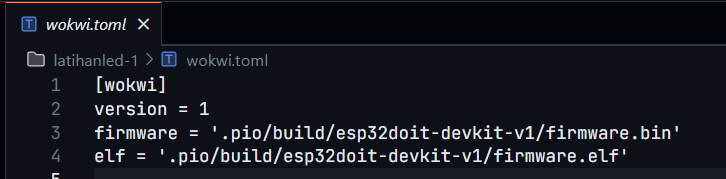 wokwi.toml
latihanled-1 > wokwi.toml
1 [wokwi]
2 version = 1
3 firmware = '.pio/build/esp32doit-devkit-v1/firmware.bin'
4 elf = '.pio/build/esp32doit-devkit-v1/firmware.elf'
5